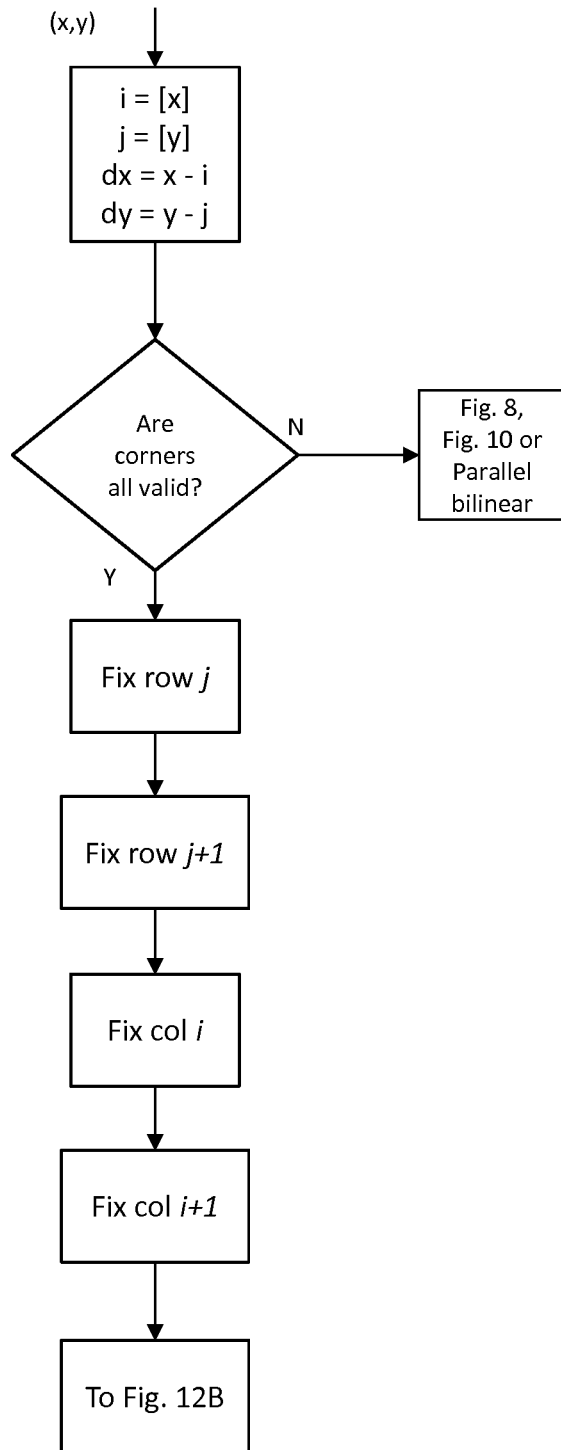 (x,y)
i = [x]
j = [y]
dx = x - i
dy = y - j
Are
corners
all valid?
N
Fig. 8,
Fig. 10 or
Parallel
bilinear
Y
Fix row j
Fix row j+1
Fix col i
Fix col i+1
To Fig. 12B